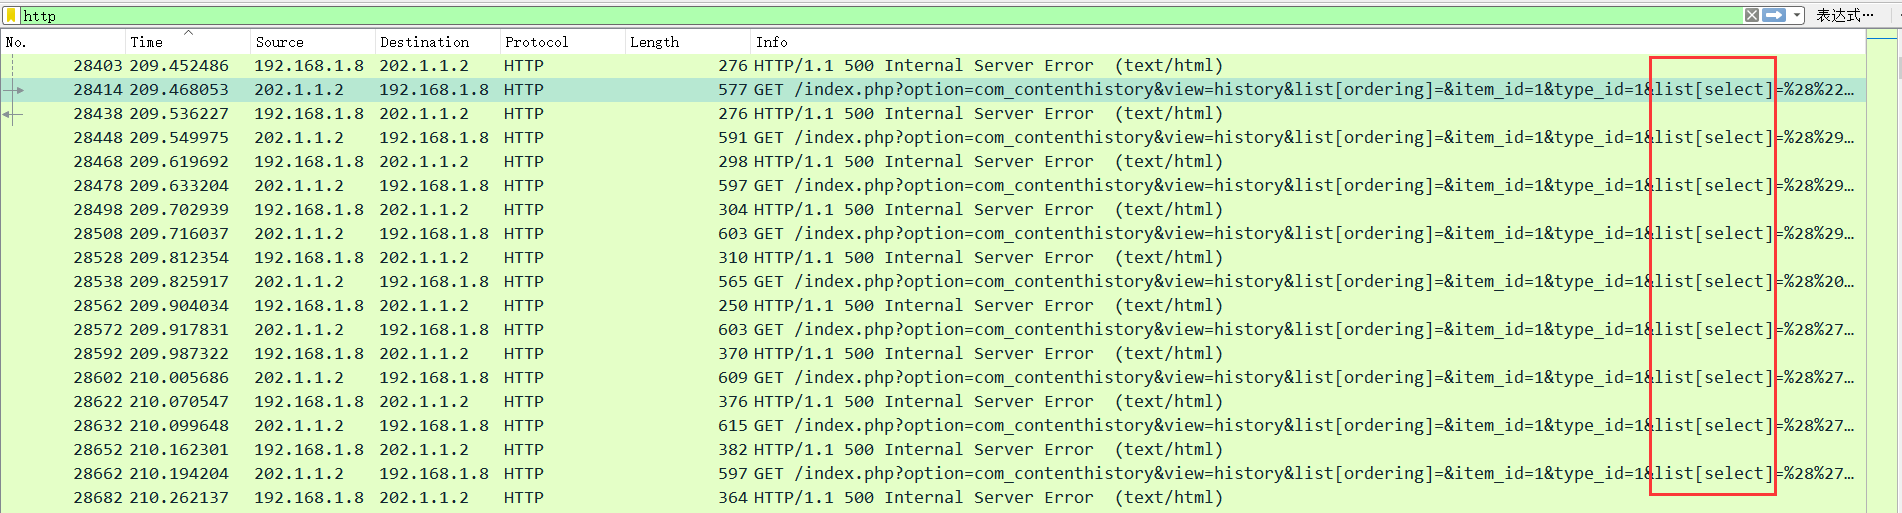 http 表达式…
No. Time Source Destination Protocol Length Info
28403 209.452486 192.168.1.8 202.1.1.2 HTTP 276 HTTP/1.1 500 Internal Server Error (text/html)
28414 209.468053 202.1.1.2 192.168.1.8 HTTP 577 GET /index.php?option=com_contenthistory&view=history&list[ordering]=&item_id=1&type_id=1&list[select]=%28%22…
28438 209.536227 192.168.1.8 202.1.1.2 HTTP 276 HTTP/1.1 500 Internal Server Error (text/html)
28448 209.549975 202.1.1.2 192.168.1.8 HTTP 591 GET /index.php?option=com_contenthistory&view=history&list[ordering]=&item_id=1&type_id=1&list[select]=%28%29…
28468 209.619692 192.168.1.8 202.1.1.2 HTTP 298 HTTP/1.1 500 Internal Server Error (text/html)
28478 209.633204 202.1.1.2 192.168.1.8 HTTP 597 GET /index.php?option=com_contenthistory&view=history&list[ordering]=&item_id=1&type_id=1&list[select]=%28%29…
28498 209.702939 192.168.1.8 202.1.1.2 HTTP 304 HTTP/1.1 500 Internal Server Error (text/html)
28508 209.716037 202.1.1.2 192.168.1.8 HTTP 603 GET /index.php?option=com_contenthistory&view=history&list[ordering]=&item_id=1&type_id=1&list[select]=%28%29…
28528 209.812354 192.168.1.8 202.1.1.2 HTTP 310 HTTP/1.1 500 Internal Server Error (text/html)
28538 209.825917 202.1.1.2 192.168.1.8 HTTP 565 GET /index.php?option=com_contenthistory&view=history&list[ordering]=&item_id=1&type_id=1&list[select]=%28%20…
28562 209.904034 192.168.1.8 202.1.1.2 HTTP 250 HTTP/1.1 500 Internal Server Error (text/html)
28572 209.917831 202.1.1.2 192.168.1.8 HTTP 603 GET /index.php?option=com_contenthistory&view=history&list[ordering]=&item_id=1&type_id=1&list[select]=%28%27…
28592 209.987322 192.168.1.8 202.1.1.2 HTTP 370 HTTP/1.1 500 Internal Server Error (text/html)
28602 210.005686 202.1.1.2 192.168.1.8 HTTP 609 GET /index.php?option=com_contenthistory&view=history&list[ordering]=&item_id=1&type_id=1&list[select]=%28%27…
28622 210.070547 192.168.1.8 202.1.1.2 HTTP 376 HTTP/1.1 500 Internal Server Error (text/html)
28632 210.099648 202.1.1.2 192.168.1.8 HTTP 615 GET /index.php?option=com_contenthistory&view=history&list[ordering]=&item_id=1&type_id=1&list[select]=%28%27…
28652 210.162301 192.168.1.8 202.1.1.2 HTTP 382 HTTP/1.1 500 Internal Server Error (text/html)
28662 210.194204 202.1.1.2 192.168.1.8 HTTP 597 GET /index.php?option=com_contenthistory&view=history&list[ordering]=&item_id=1&type_id=1&list[select]=%28%27…
28682 210.262137 192.168.1.8 202.1.1.2 HTTP 364 HTTP/1.1 500 Internal Server Error (text/html)